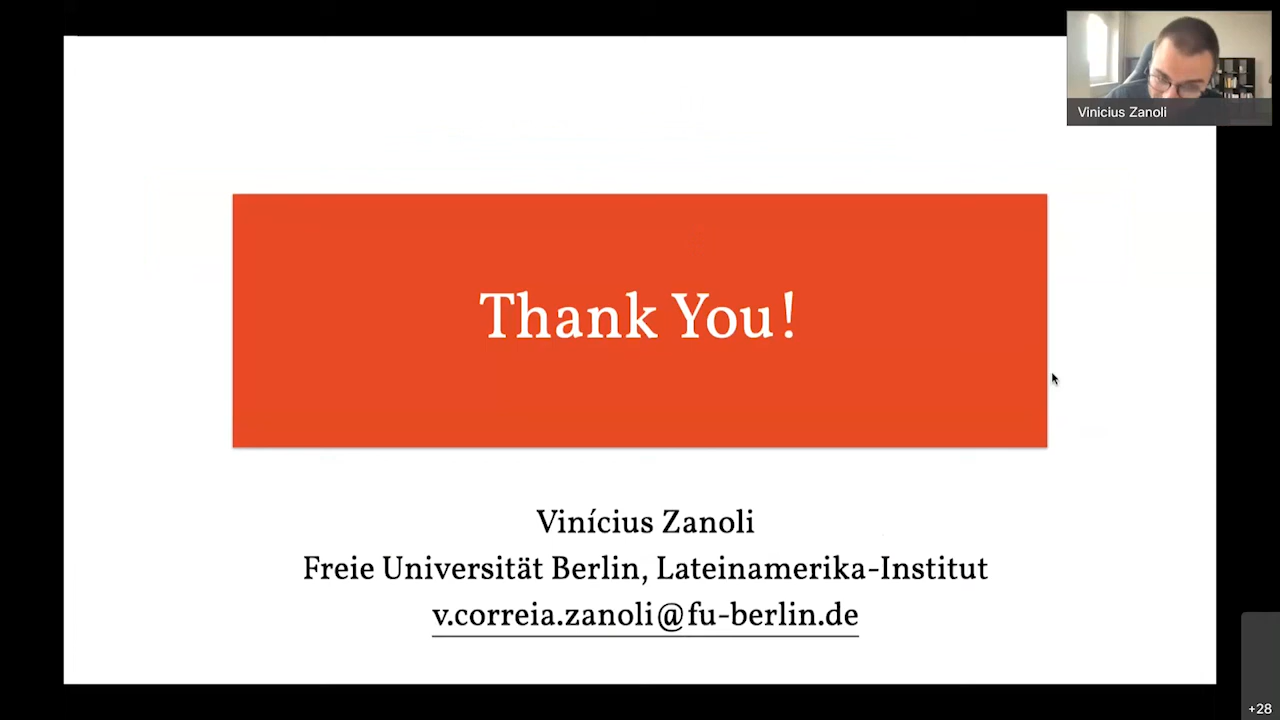 Vinicius Zanoli
Thank You!
Vinícius Zanoli
Freie Universität Berlin, Lateinamerika-Institut
v.correia.zanoli@fu-berlin.de
+28